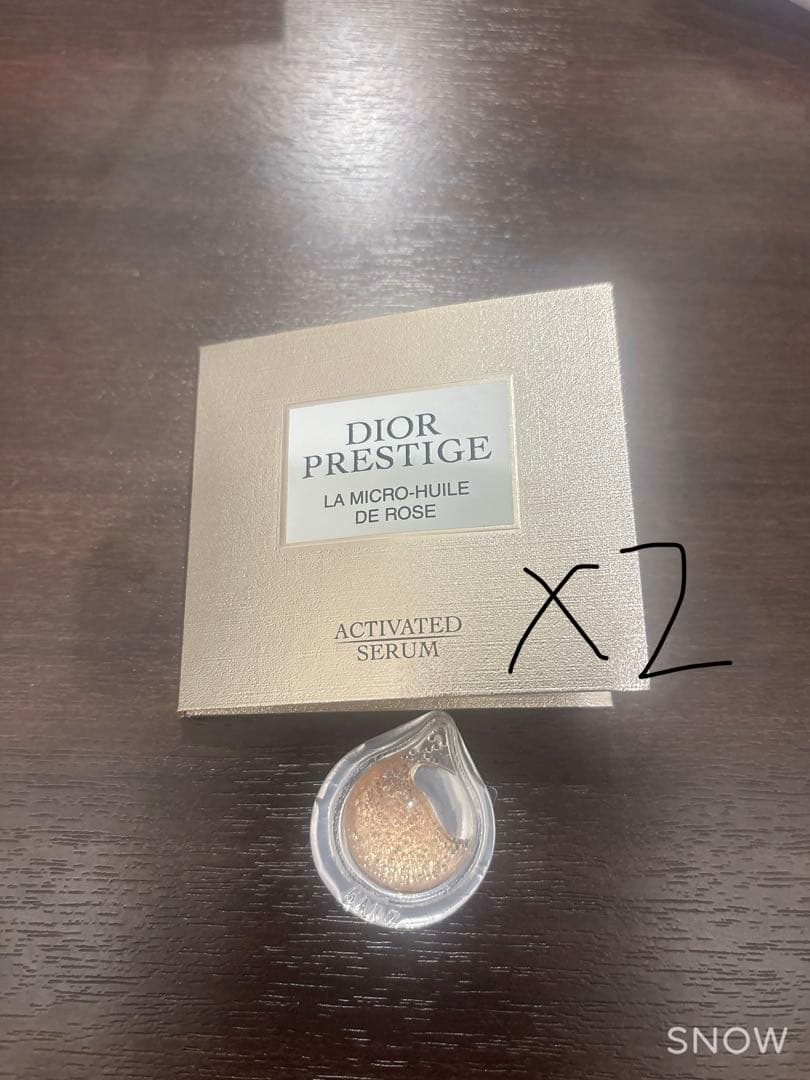 DIOR
PRESTIGE
LA MICRO-HUILE
DE ROSE
ACTIVATED
SERUM
X2
SNOW